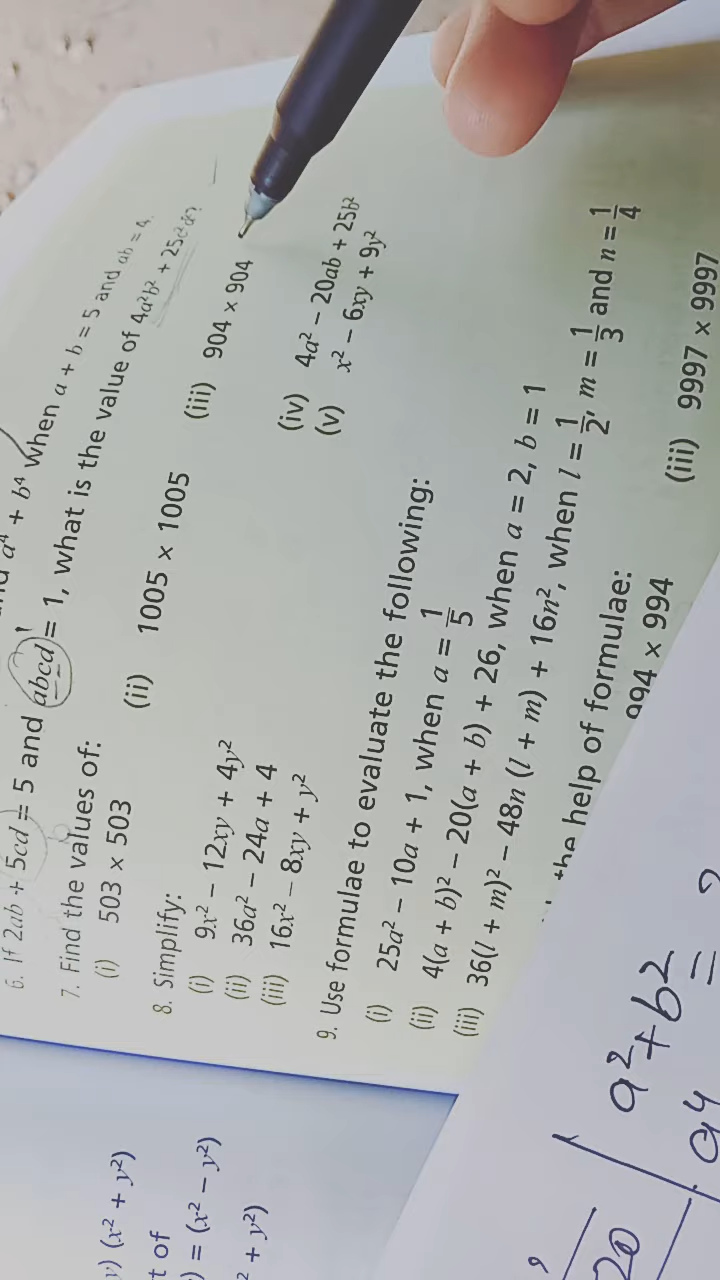 a⁴ + b⁴ when a + b = 5 and ab = 4.
6. If 2ab + 5cd = 5 and abcd = 1, what is the value of 4a²b² + 25c²d²?
7. Find the values of:
(i) 503 × 503 (ii) 1005 × 1005 (iii) 904 × 904
8. Simplify:
(i) 9x² − 12xy + 4y² (iv) 4a² − 20ab + 25b²
(ii) 36a² − 24a + 4 (v) x² − 6xy + 9y²
(iii) 16x² − 8xy + y²
9. Use formulae to evaluate the following:
(i) 25a² − 10a + 1, when a = 1/5
(ii) 4(a + b)² − 20(a + b) + 26, when a = 2, b = 1
(iii) 36(l + m)² − 48n (l + m) + 16n², when l = 1/2, m = 1/3 and n = 1/4
the help of formulae:
994 × 994 (iii) 9997 × 9997
y) (x² + y²)
t of
) = (x² − y²)
² + y²)
a² + b²
a⁴ = ?
20